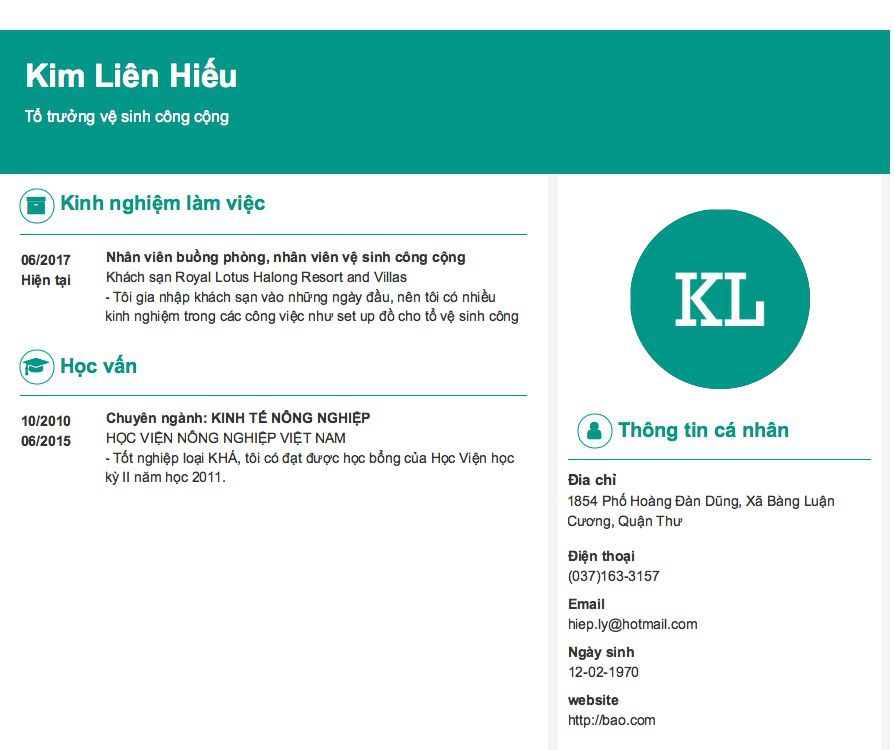 Kim Liên Hiếu
Tổ trưởng vệ sinh công cộng
Kinh nghiệm làm việc
06/2017
Hiện tại
Nhân viên buồng phòng, nhân viên vệ sinh công cộng
Khách sạn Royal Lotus Halong Resort and Villas
- Tôi gia nhập khách sạn vào những ngày đầu, nên tôi có nhiều
kinh nghiệm trong các công việc như set up đồ cho tổ vệ sinh công
Học vấn
10/2010
06/2015
Chuyên ngành: KINH TẾ NÔNG NGHIỆP
HỌC VIỆN NÔNG NGHIỆP VIỆT NAM
- Tốt nghiệp loại KHÁ, tôi có đạt được học bổng của Học Viện học
kỳ II năm học 2011.
KL
Thông tin cá nhân
Đia chỉ
1854 Phố Hoàng Đàn Dũng, Xã Bàng Luận
Cương, Quận Thư
Điện thoại
(037)163-3157
Email
hiep.ly@hotmail.com
Ngày sinh
12-02-1970
website
http://bao.com